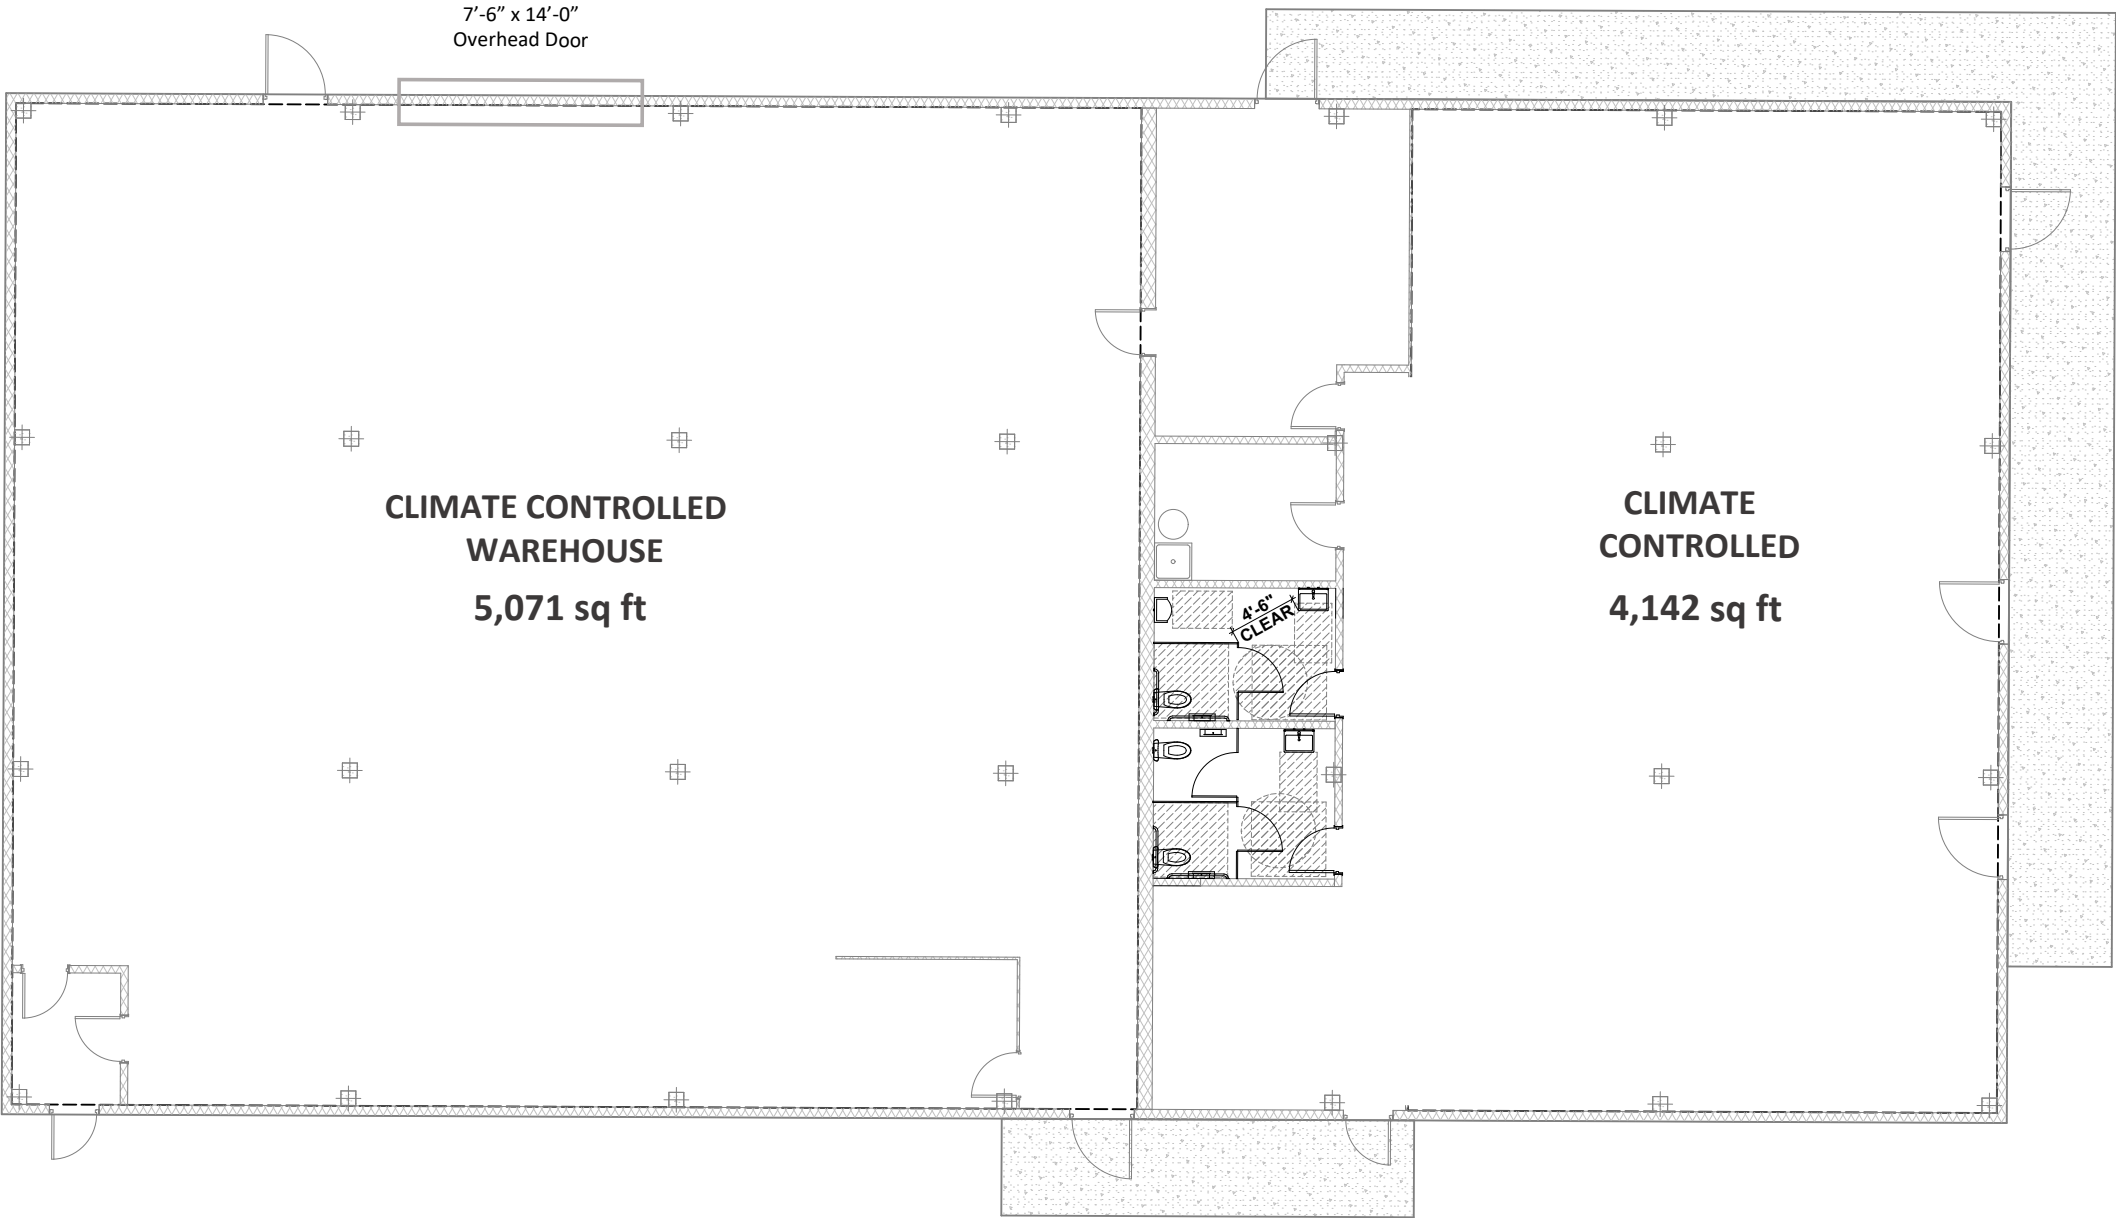 7’-6” x 14’-0”
Overhead Door
CLIMATE CONTROLLED
WAREHOUSE
5,071 sq ft
CLIMATE
CONTROLLED
4,142 sq ft
4'-6"
CLEAR